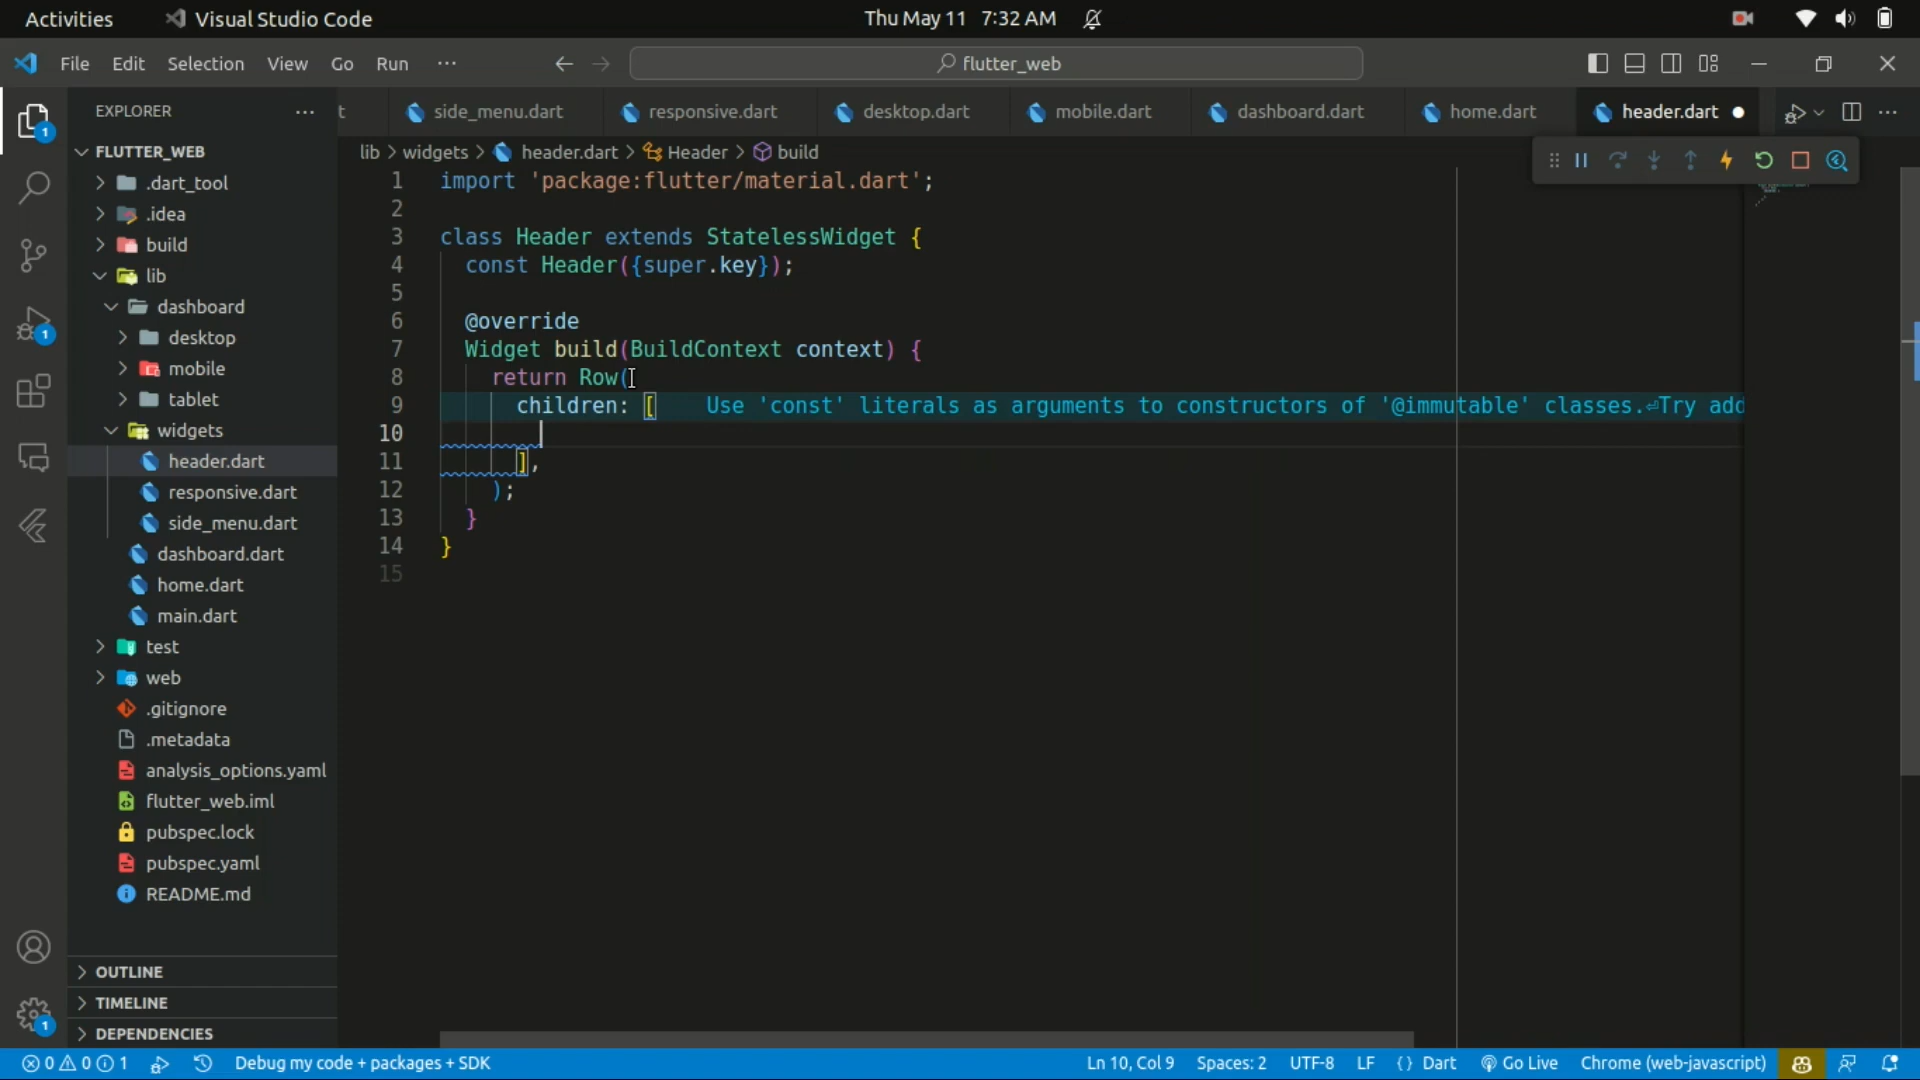 Activities Visual Studio Code Thu May 11 7:32 AM
File Edit Selection View Go Run ··· flutter_web
EXPLORER ···
t side_menu.dart responsive.dart desktop.dart mobile.dart dashboard.dart home.dart header.dart
lib > widgets > header.dart > Header > build
FLUTTER_WEB
.dart_tool
.idea
build
lib
dashboard
desktop
mobile
tablet
widgets
header.dart
responsive.dart
side_menu.dart
dashboard.dart
home.dart
main.dart
test
web
.gitignore
.metadata
analysis_options.yaml
flutter_web.iml
pubspec.lock
pubspec.yaml
README.md
OUTLINE
TIMELINE
DEPENDENCIES
1 import 'package:flutter/material.dart';
2
3 class Header extends StatelessWidget {
4 const Header({super.key});
5
6 @override
7 Widget build(BuildContext context) {
8 return Row(
9 children: [ Use 'const' literals as arguments to constructors of '@immutable' classes.⏎Try add
10
11 ],
12 );
13 }
14 }
15
1
1
1
0 0 1 Debug my code + packages + SDK Ln 10, Col 9 Spaces: 2 UTF-8 LF {} Dart Go Live Chrome (web-javascript)